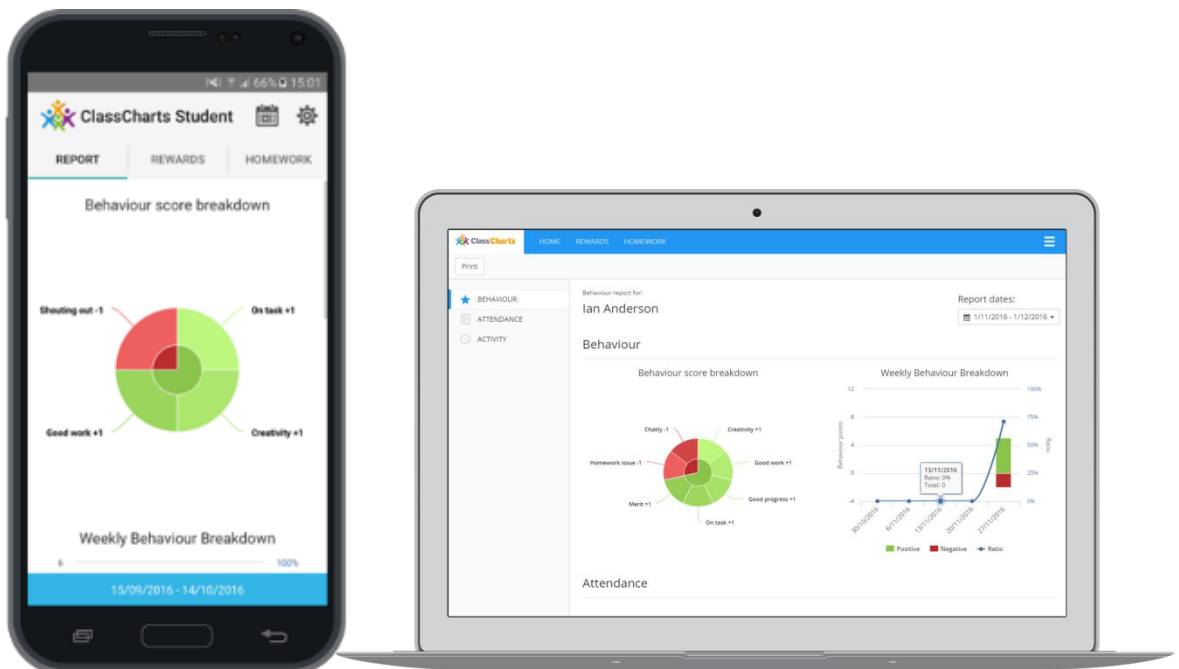 66% 15:01
ClassCharts Student
REPORT REWARDS HOMEWORK
Behaviour score breakdown
Shouting out -1
On task +1
Good work +1
Creativity +1
Weekly Behaviour Breakdown
6 100%
15/09/2016 - 14/10/2016
ClassCharts HOME REWARDS HOMEWORK
Print
BEHAVIOUR
ATTENDANCE
ACTIVITY
Behaviour report for:
Ian Anderson
Report dates:
1/11/2016 - 1/12/2016
Behaviour
Behaviour score breakdown
Chatty -1
Creativity +1
Homework issue -1
Good work +1
Merit +1
Good progress +1
On task +1
Weekly Behaviour Breakdown
12 100%
8 75%
4 50%
0 25%
-4 0%
Behaviour points
Ratio
13/11/2016
Ratio: 0%
Total: 0
30/10/2016 6/11/2016 13/11/2016 20/11/2016 27/11/2016
Positive Negative Ratio
Attendance